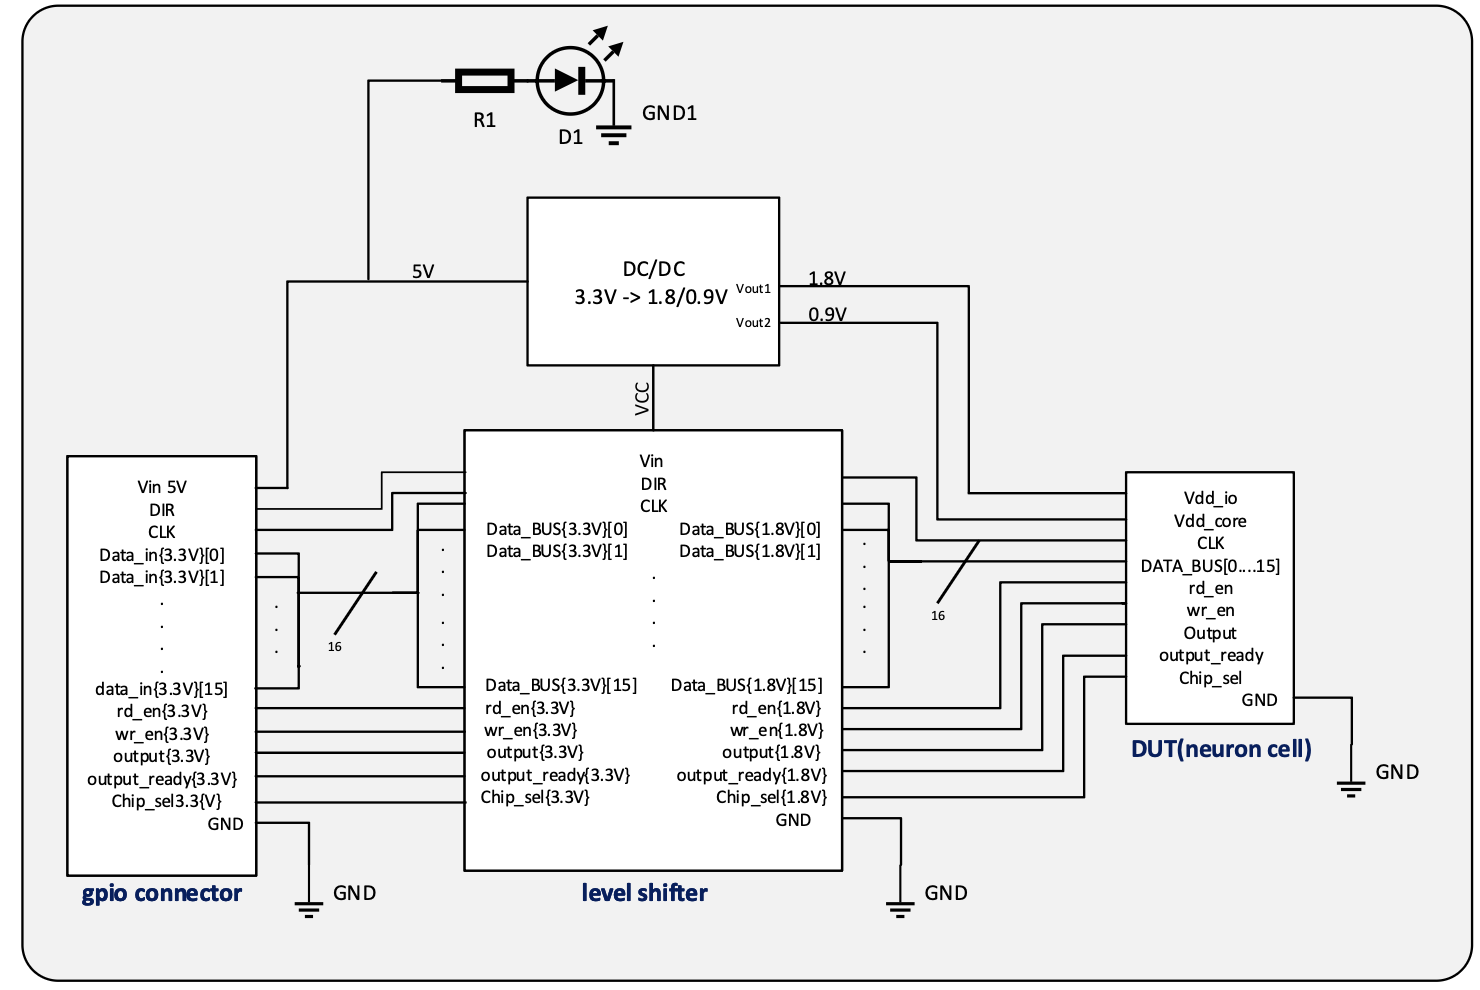 R1
D1
GND1
5V
DC/DC
3.3V -> 1.8/0.9V
Vout1
Vout2
1.8V
0.9V
VCC
Vin 5V
DIR
CLK
Data_in{3.3V}[0]
Data_in{3.3V}[1]
data_in{3.3V}[15]
rd_en{3.3V}
wr_en{3.3V}
output{3.3V}
output_ready{3.3V}
Chip_sel3.3{V}
GND
gpio connector
GND
16
Vin
DIR
CLK
Data_BUS{3.3V}[0] Data_BUS{1.8V}[0]
Data_BUS{3.3V}[1] Data_BUS{1.8V}[1]
Data_BUS{3.3V}[15] Data_BUS{1.8V}[15]
rd_en{3.3V} rd_en{1.8V}
wr_en{3.3V} wr_en{1.8V}
output{3.3V} output{1.8V}
output_ready{3.3V} output_ready{1.8V}
Chip_sel{3.3V} Chip_sel{1.8V}
GND
level shifter
GND
16
Vdd_io
Vdd_core
CLK
DATA_BUS[0....15]
rd_en
wr_en
Output
output_ready
Chip_sel
GND
DUT(neuron cell)
GND